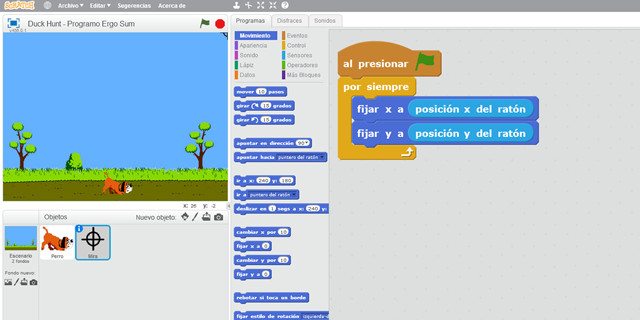 SCRATCH
Archivo Editar Sugerencias Acerca de
Duck Hunt - Programo Ergo Sum
Programas Disfraces Sonidos
Movimiento Eventos
Apariencia Control
Sonido Sensores
Lápiz Operadores
Datos Más Bloques
mover 10 pasos
girar 15 grados
girar 15 grados
apuntar en dirección 90
apuntar hacia puntero del ratón
ir a x: 240 y: 180
ir a puntero del ratón
deslizar en 1 segs a x: 240 y:
cambiar x por 10
fijar x a 0
cambiar y por 10
fijar y a 0
rebotar si toca un borde
fijar estilo de rotación izquierda-d
al presionar
por siempre
fijar x a posición x del ratón
fijar y a posición y del ratón
x: 28 y: -2
Objetos Nuevo objeto:
Escenario
2 fondos
Fondo nuevo:
Perro
Mira